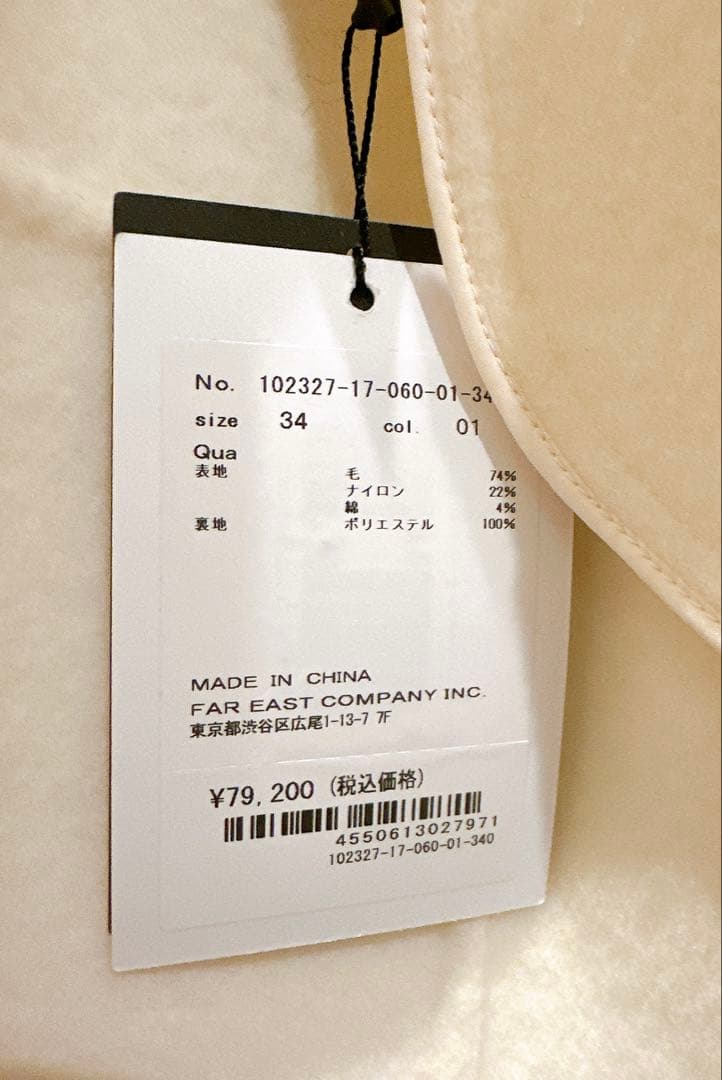 No. 102327-17-060-01-34
size 34 col. 01
Qua
表地 毛 74%
ナイロン 22%
綿 4%
裏地 ポリエステル 100%
MADE IN CHINA
FAR EAST COMPANY INC.
東京都渋谷区広尾1-13-7 7F
¥79,200 (税込価格)
4550613027971
102327-17-060-01-340